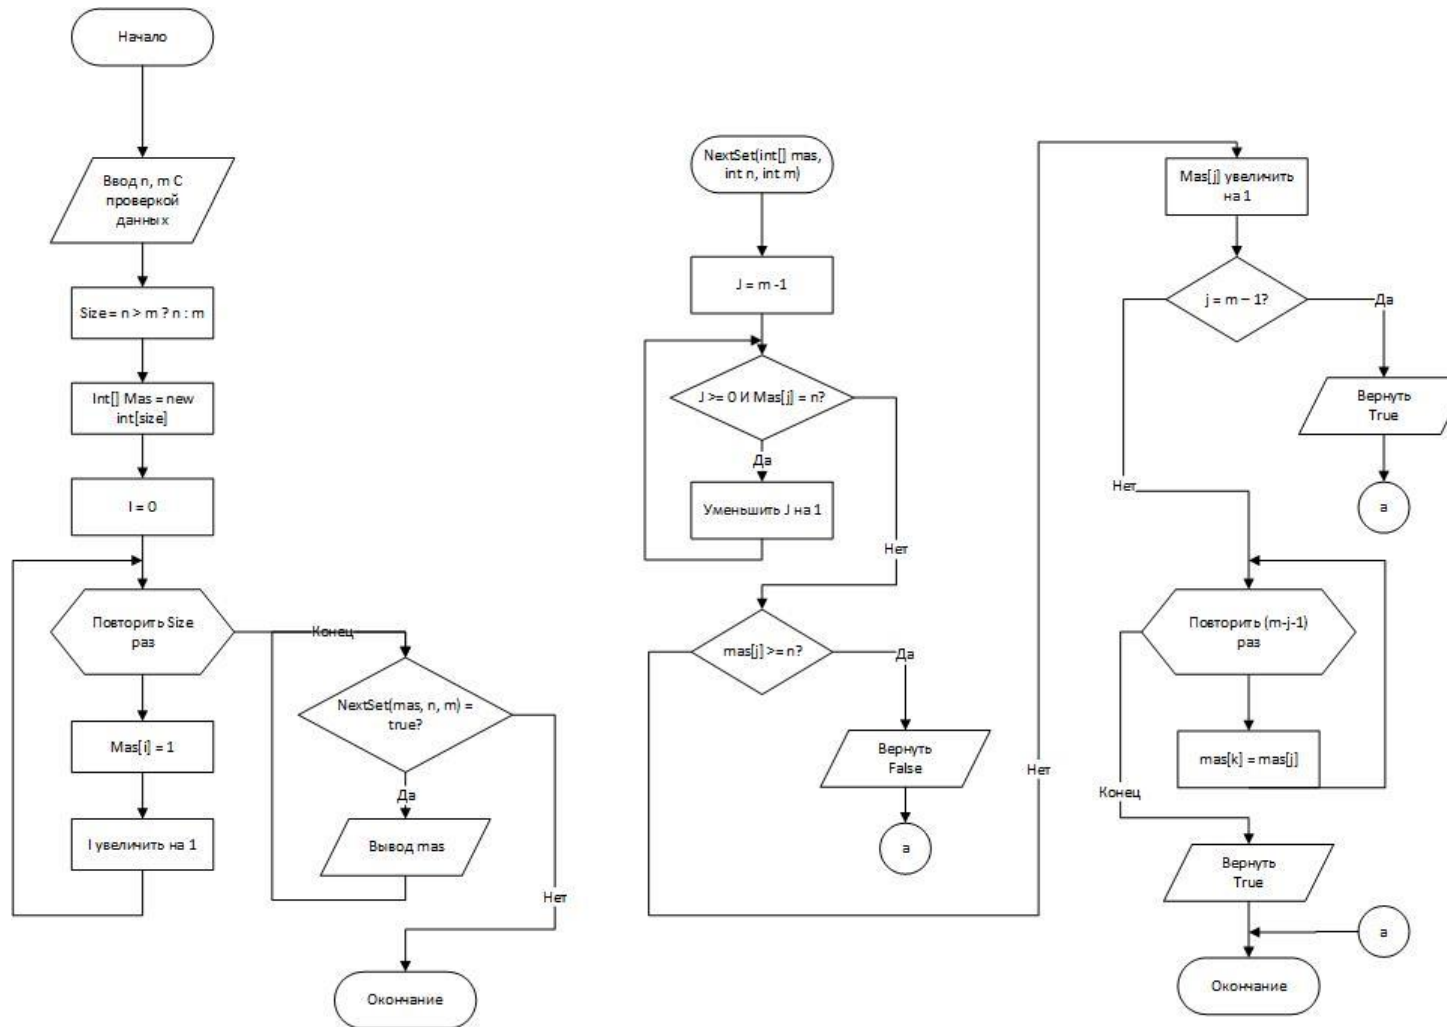 Начало
Ввод n, m С
проверкой
данных
Size = n > m ? n : m
Int[] Mas = new
int[size]
I = 0
Повторить Size
раз
Конец
Mas[i] = 1
I увеличить на 1
NextSet(mas, n, m) =
true?
Да
Вывод mas
Нет
Окончание
NextSet(int[] mas,
int n, int m)
J = m -1
J >= 0 И Mas[j] = n?
Да
Уменьшить J на 1
Нет
mas[j] >= n?
Да
Вернуть
False
a
Нет
Mas[j] увеличить
на 1
j = m – 1?
Да
Вернуть
True
a
Нет
Повторить (m-j-1)
раз
mas[k] = mas[j]
Конец
Вернуть
True
a
Окончание